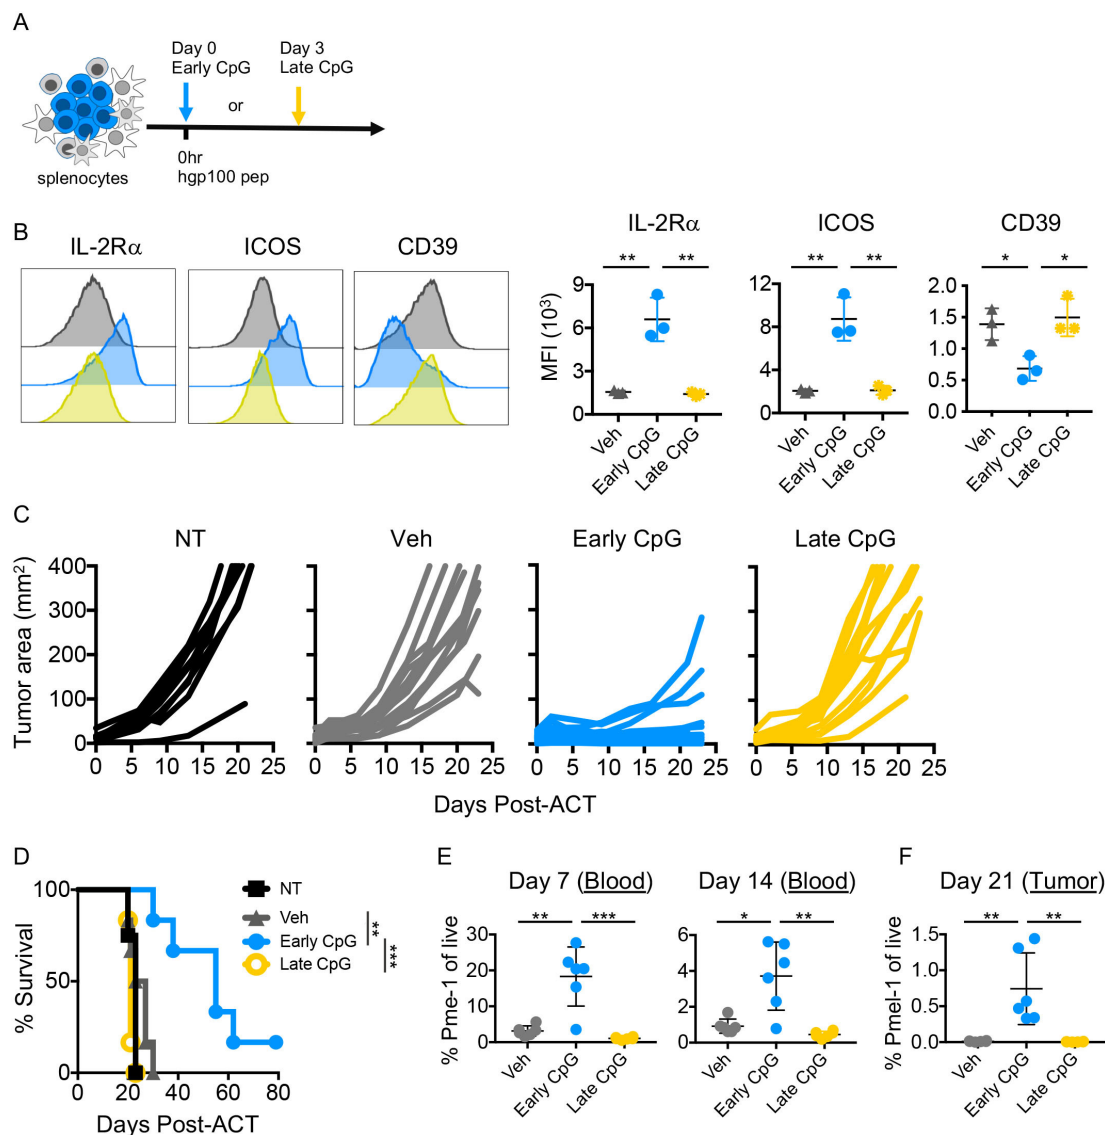 A
Day 0
Early CpG
or
Day 3
Late CpG
splenocytes
0hr
hgp100 pep
B
IL-2Rα
ICOS
CD39
IL-2Rα
ICOS
CD39
** **
** **
* *
MFI (10³)
9
6
3
0
12
8
4
0
2.0
1.5
1.0
0.5
0.0
Veh
Early CpG
Late CpG
Veh
Early CpG
Late CpG
Veh
Early CpG
Late CpG
C
NT
Veh
Early CpG
Late CpG
Tumor area (mm²)
400
300
200
100
0
0 5 10 15 20 25
0 5 10 15 20 25
0 5 10 15 20 25
0 5 10 15 20 25
Days Post-ACT
D
% Survival
100
50
0
0 20 40 60 80
Days Post-ACT
NT
Veh
Early CpG
Late CpG
**
***
E
Day 7 (Blood)
Day 14 (Blood)
** ***
* **
% Pme-1 of live
30
20
10
0
6
4
2
0
Veh
Early CpG
Late CpG
Veh
Early CpG
Late CpG
F
Day 21 (Tumor)
** **
% Pmel-1 of live
1.5
1.0
0.5
0.0
Veh
Early CpG
Late CpG